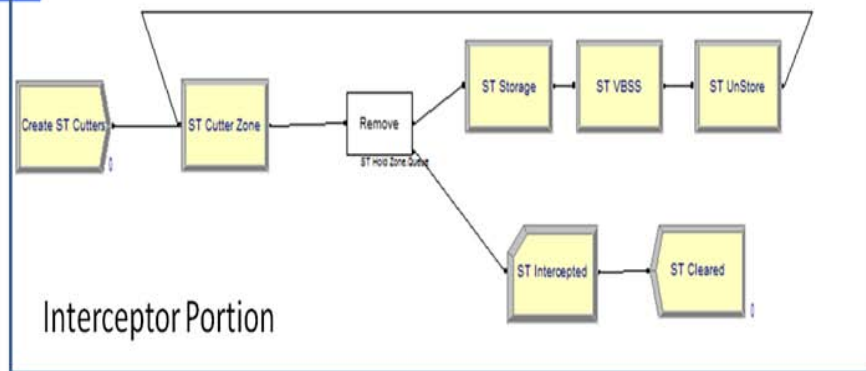 Create ST Cutters
0
ST Cutter Zone
Remove
ST Hold Zone.Queue
ST Storage
ST VBSS
ST UnStore
ST Intercepted
ST Cleared
0
Interceptor Portion